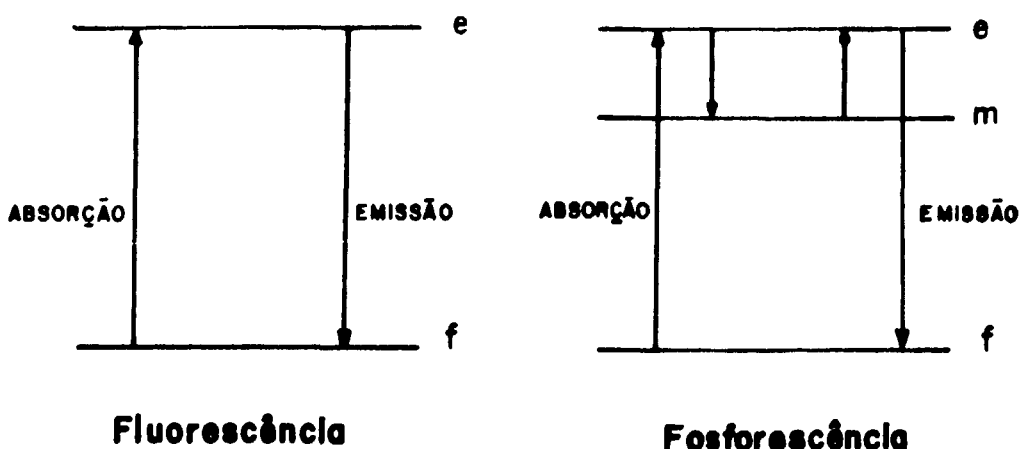 e
ABSORÇÃO
EMISSÃO
f
Fluorescência
e
m
ABSORÇÃO
EMISSÃO
f
Fosforescência